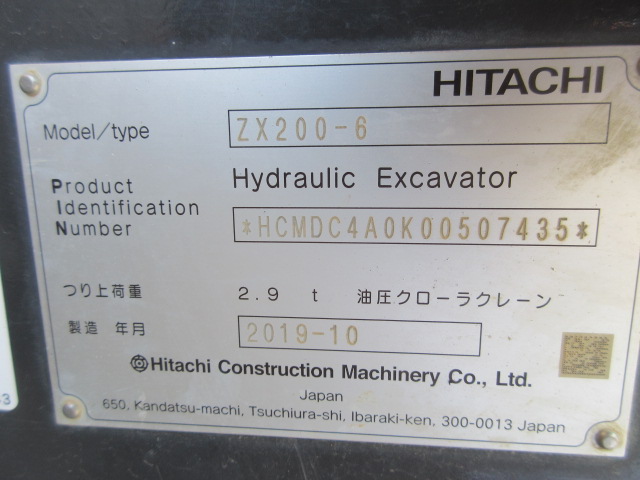 HITACHI
Model/type ZX200-6
Product Identification Number
Hydraulic Excavator
*HCMDC4A0K00507435*
つり上荷重 2.9 t 油圧クローラクレーン
製造 年月 2019-10
Hitachi Construction Machinery Co., Ltd.
Japan
650, Kandatsu-machi, Tsuchiura-shi, Ibaraki-ken, 300-0013 Japan
3